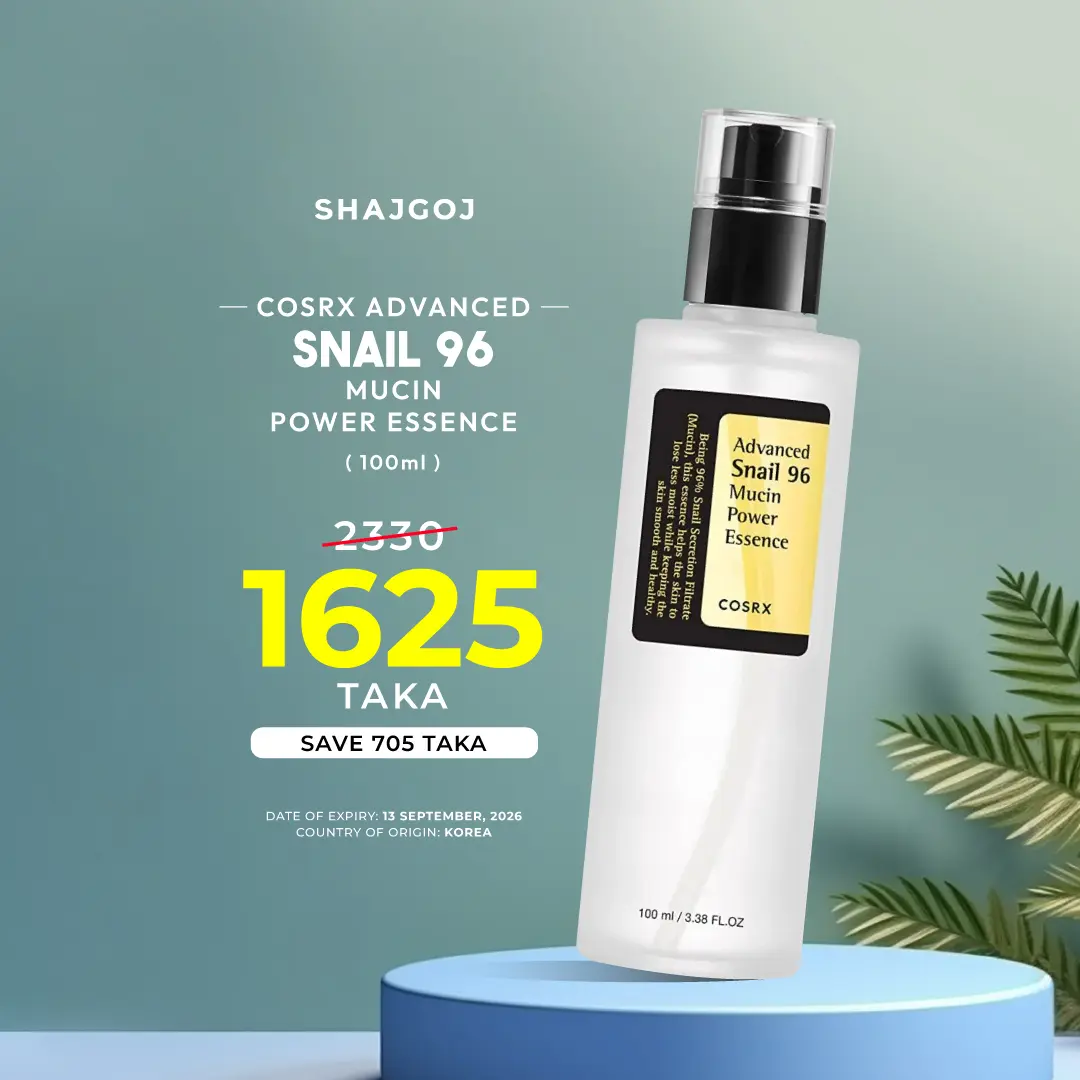 SHAJGOJ
COSRX ADVANCED
SNAIL 96
MUCIN
POWER ESSENCE
( 100ml )
2330
1625
TAKA
SAVE 705 TAKA
DATE OF EXPIRY: 13 SEPTEMBER, 2026
COUNTRY OF ORIGIN: KOREA
Advanced
Snail 96
Mucin
Power
Essence
COSRX
Being 96% Snail Secretion Filtrate
(Mucin), this essence helps the skin to
lose less moist while keeping the
skin smooth and healthy.
100 ml / 3.38 FL.OZ